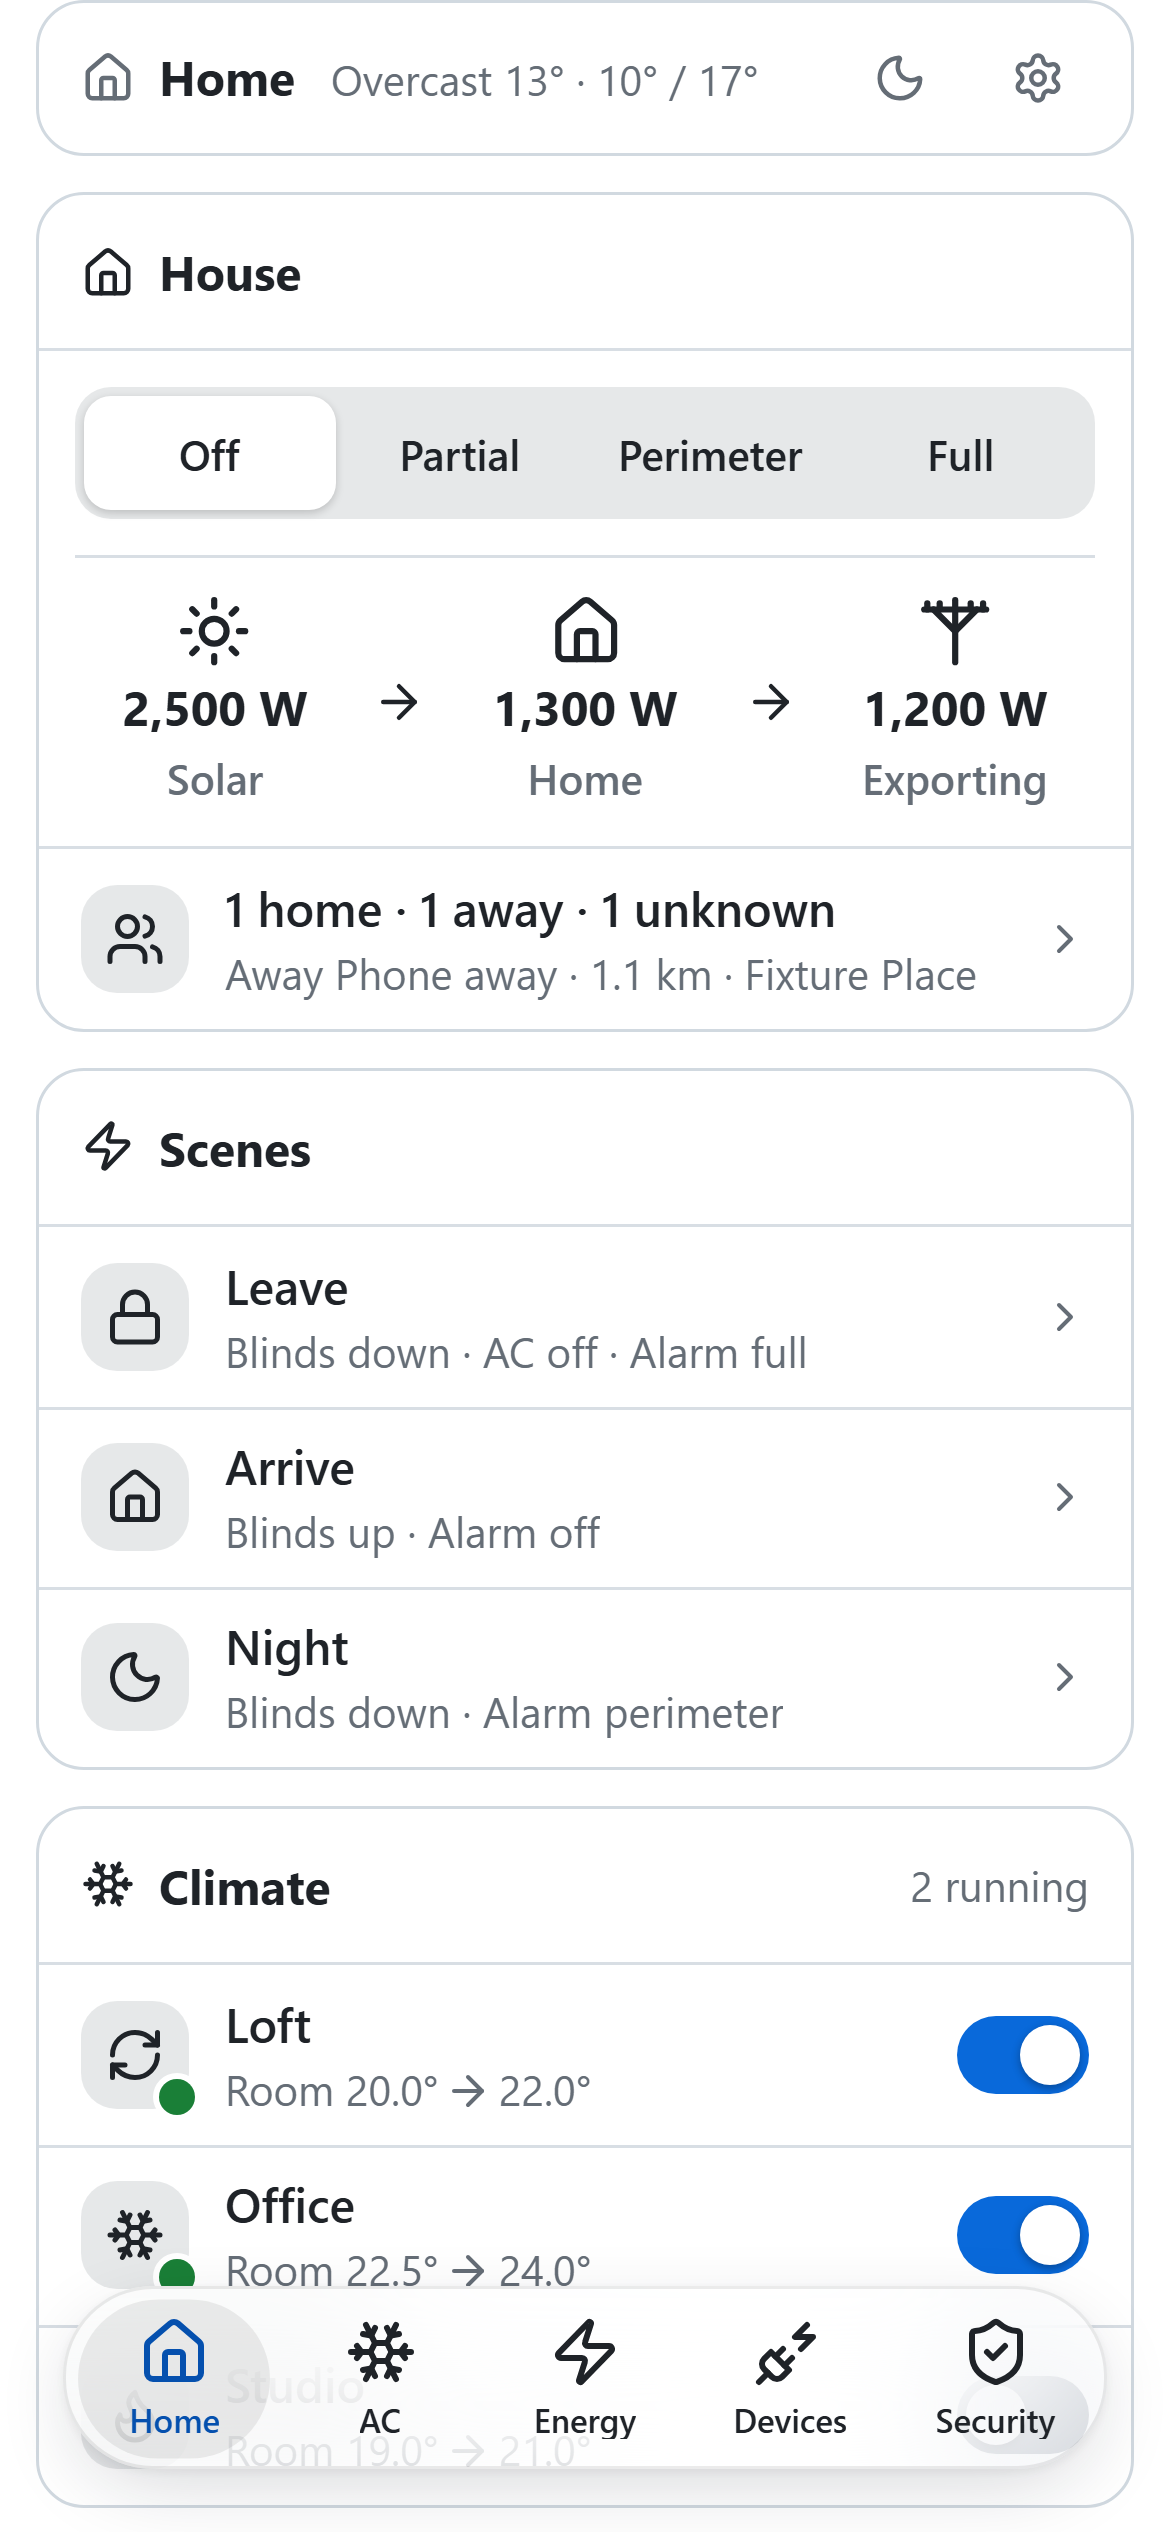 Home Overcast 13° · 10° / 17°
House
Off Partial Perimeter Full
2,500 W → 1,300 W → 1,200 W
Solar Home Exporting
1 home · 1 away · 1 unknown
Away Phone away · 1.1 km · Fixture Place
Scenes
Leave
Blinds down · AC off · Alarm full
Arrive
Blinds up · Alarm off
Night
Blinds down · Alarm perimeter
Climate 2 running
Loft
Room 20.0° → 22.0°
Office
Room 22.5° → 24.0°
Studio
Room 19.0° → 21.0°
Home AC Energy Devices Security